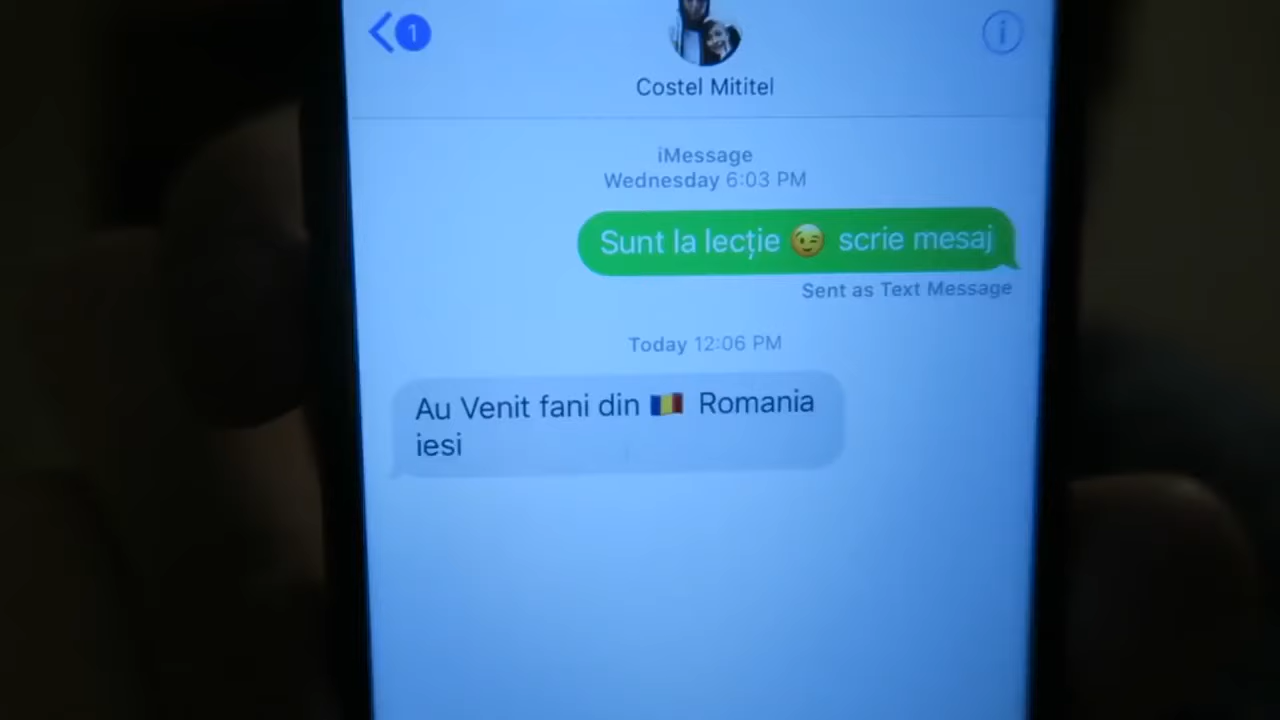 1
Costel Mititel
iMessage
Wednesday 6:03 PM
Sunt la lecție 😉 scrie mesaj
Sent as Text Message
Today 12:06 PM
Au Venit fani din 🇷🇴 Romania
iesi